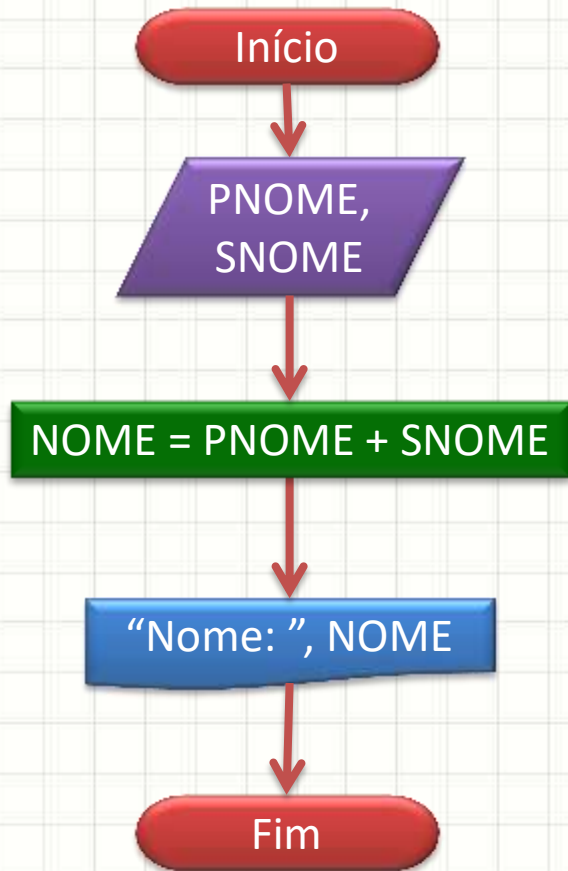 Início
PNOME,
SNOME
NOME = PNOME + SNOME
“Nome: ”, NOME
Fim